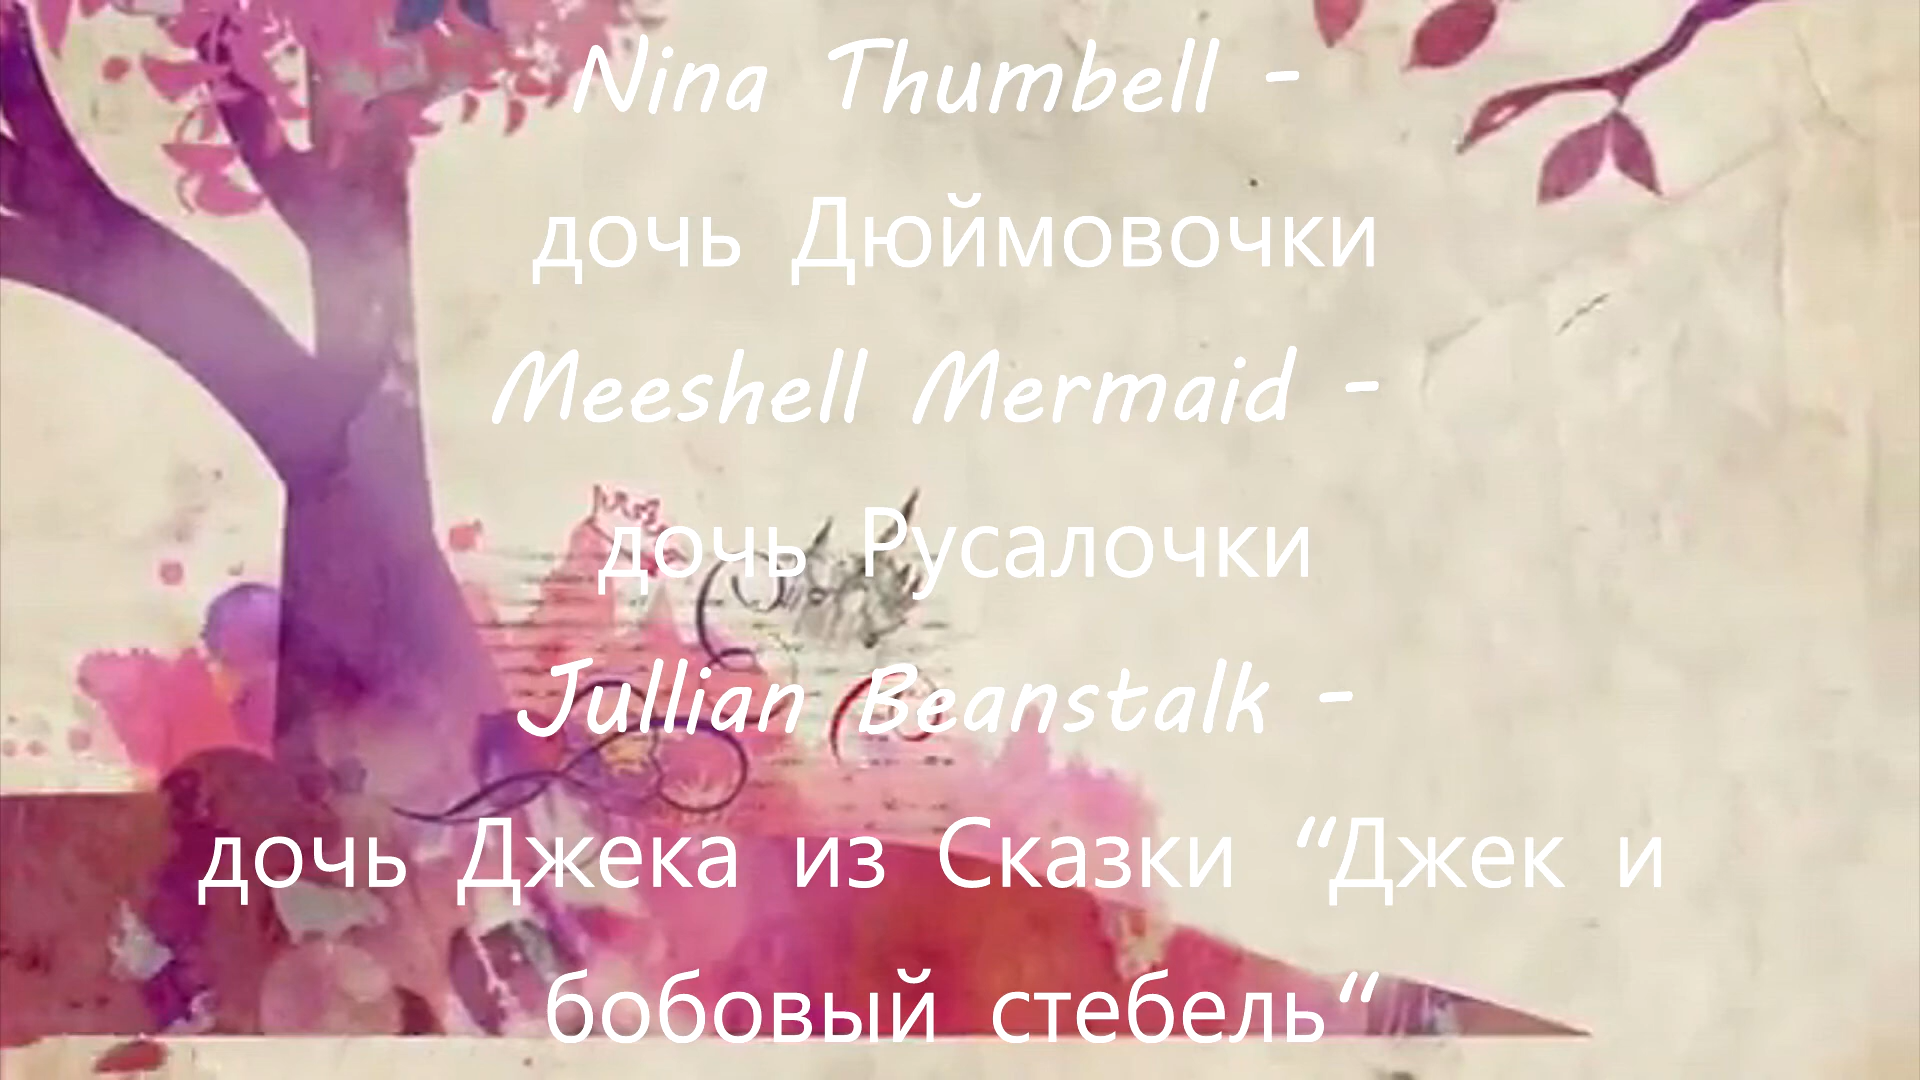 Nina Thumbell -
дочь Дюймовочки
Meeshell Mermaid -
дочь Русалочки
Jullian Beanstalk -
дочь Джека из Сказки “Джек и
бобовый стебель“